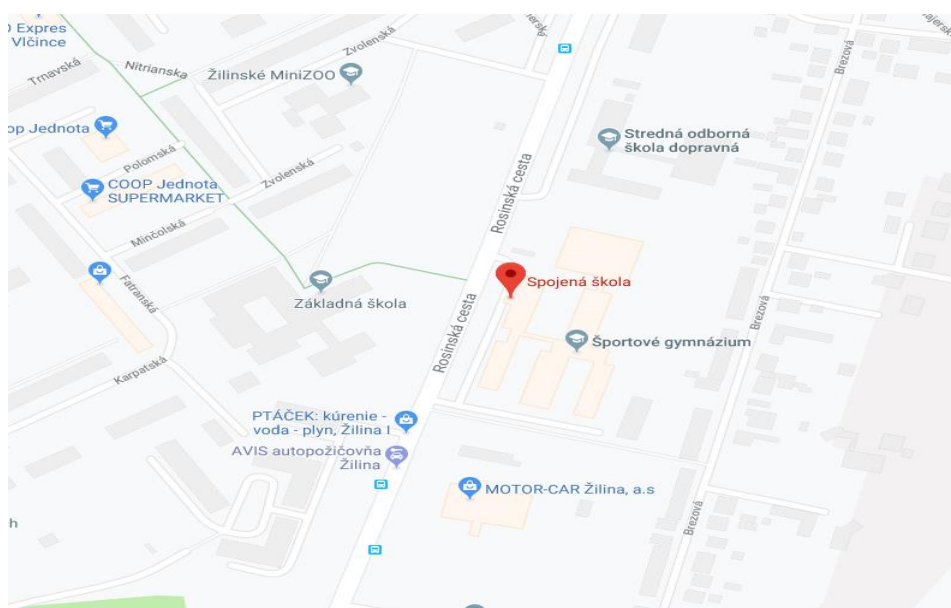 Expres
Vlčince
Trnavská
Nitrianska
Zvolenská
Žilinské MiniZOO
Brezová
op Jednota
Stredná odborná
škola dopravná
Polomská
COOP Jednota
SUPERMARKET
Zvolenská
Rosinská cesta
Minčolská
Fatranská
Základná škola
Spojená škola
Rosinská cesta
Brezová
Športové gymnázium
Karpatská
PTÁČEK: kúrenie -
voda - plyn, Žilina I
AVIS autopožičovňa
Žilina
MOTOR-CAR Žilina, a.s
Brezová
h